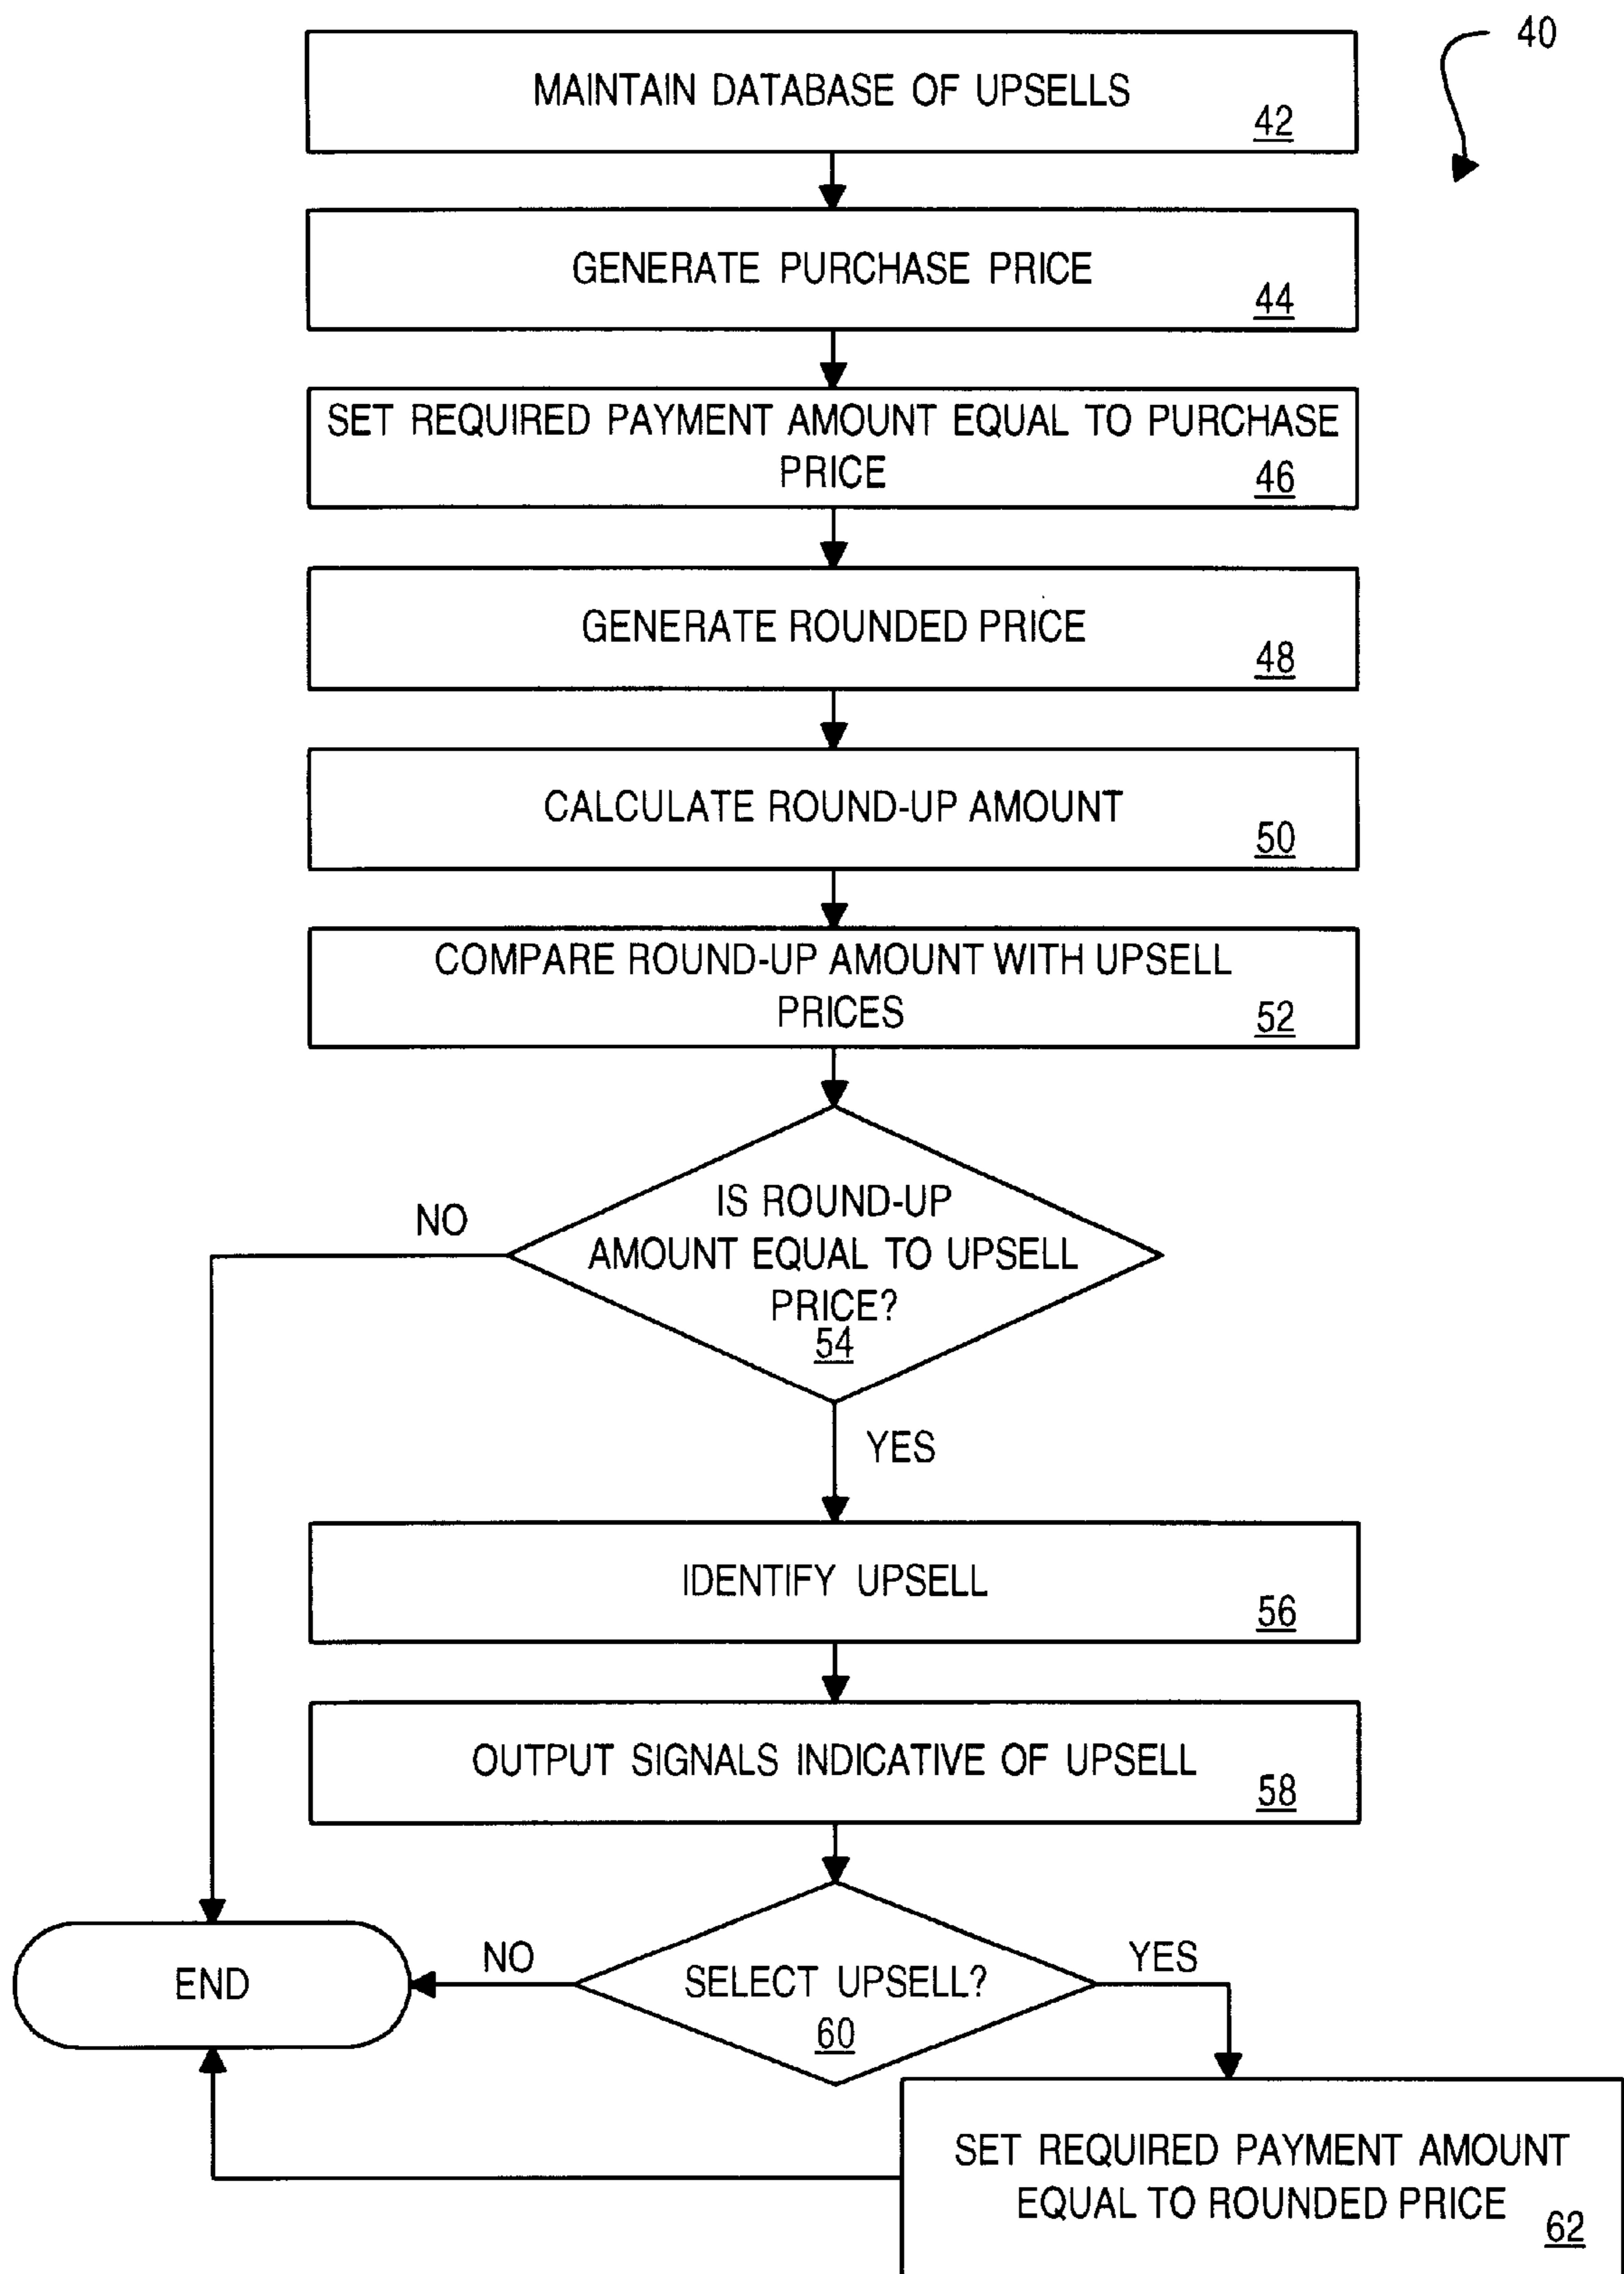 40
MAINTAIN DATABASE OF UPSELLS
42
GENERATE PURCHASE PRICE
44
SET REQUIRED PAYMENT AMOUNT EQUAL TO PURCHASE
PRICE
46
GENERATE ROUNDED PRICE
48
CALCULATE ROUND-UP AMOUNT
50
COMPARE ROUND-UP AMOUNT WITH UPSELL
PRICES
52
IS ROUND-UP
AMOUNT EQUAL TO UPSELL
PRICE?
54
NO
YES
IDENTIFY UPSELL
56
OUTPUT SIGNALS INDICATIVE OF UPSELL
58
SELECT UPSELL?
60
NO
YES
END
SET REQUIRED PAYMENT AMOUNT
EQUAL TO ROUNDED PRICE
62